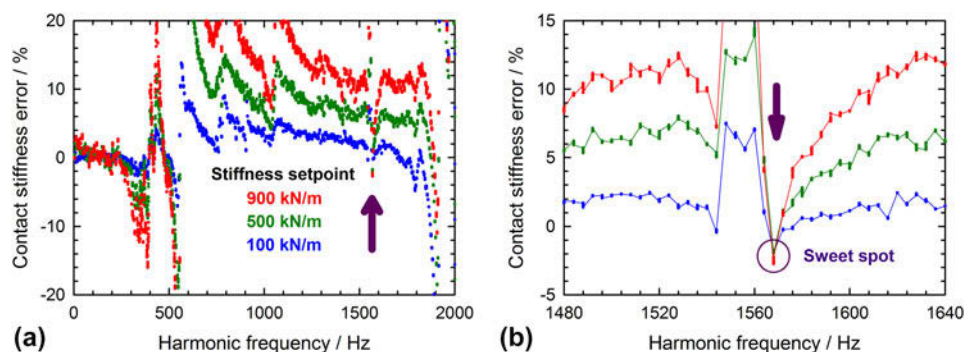 20
10
0
-10
-20
Contact stiffness error / %
Stiffness setpoint
900 kN/m
500 kN/m
100 kN/m
0 500 1000 1500 2000
(a) Harmonic frequency / Hz
15
10
5
0
-5
Contact stiffness error / %
Sweet spot
1480 1520 1560 1600 1640
(b) Harmonic frequency / Hz